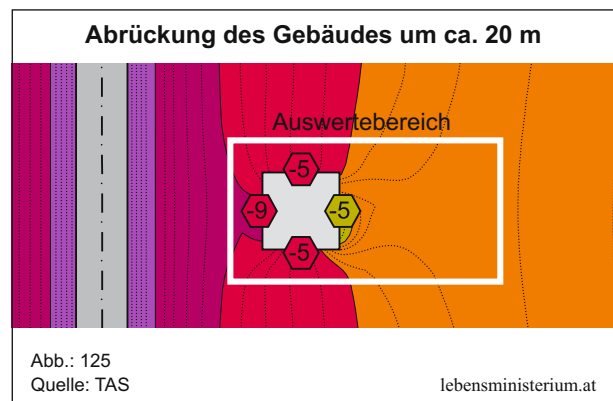 Abrückung des Gebäudes um ca. 20 m
Auswertebereich
-5
-9
-5
-5
Abb.: 125
Quelle: TAS
lebensministerium.at